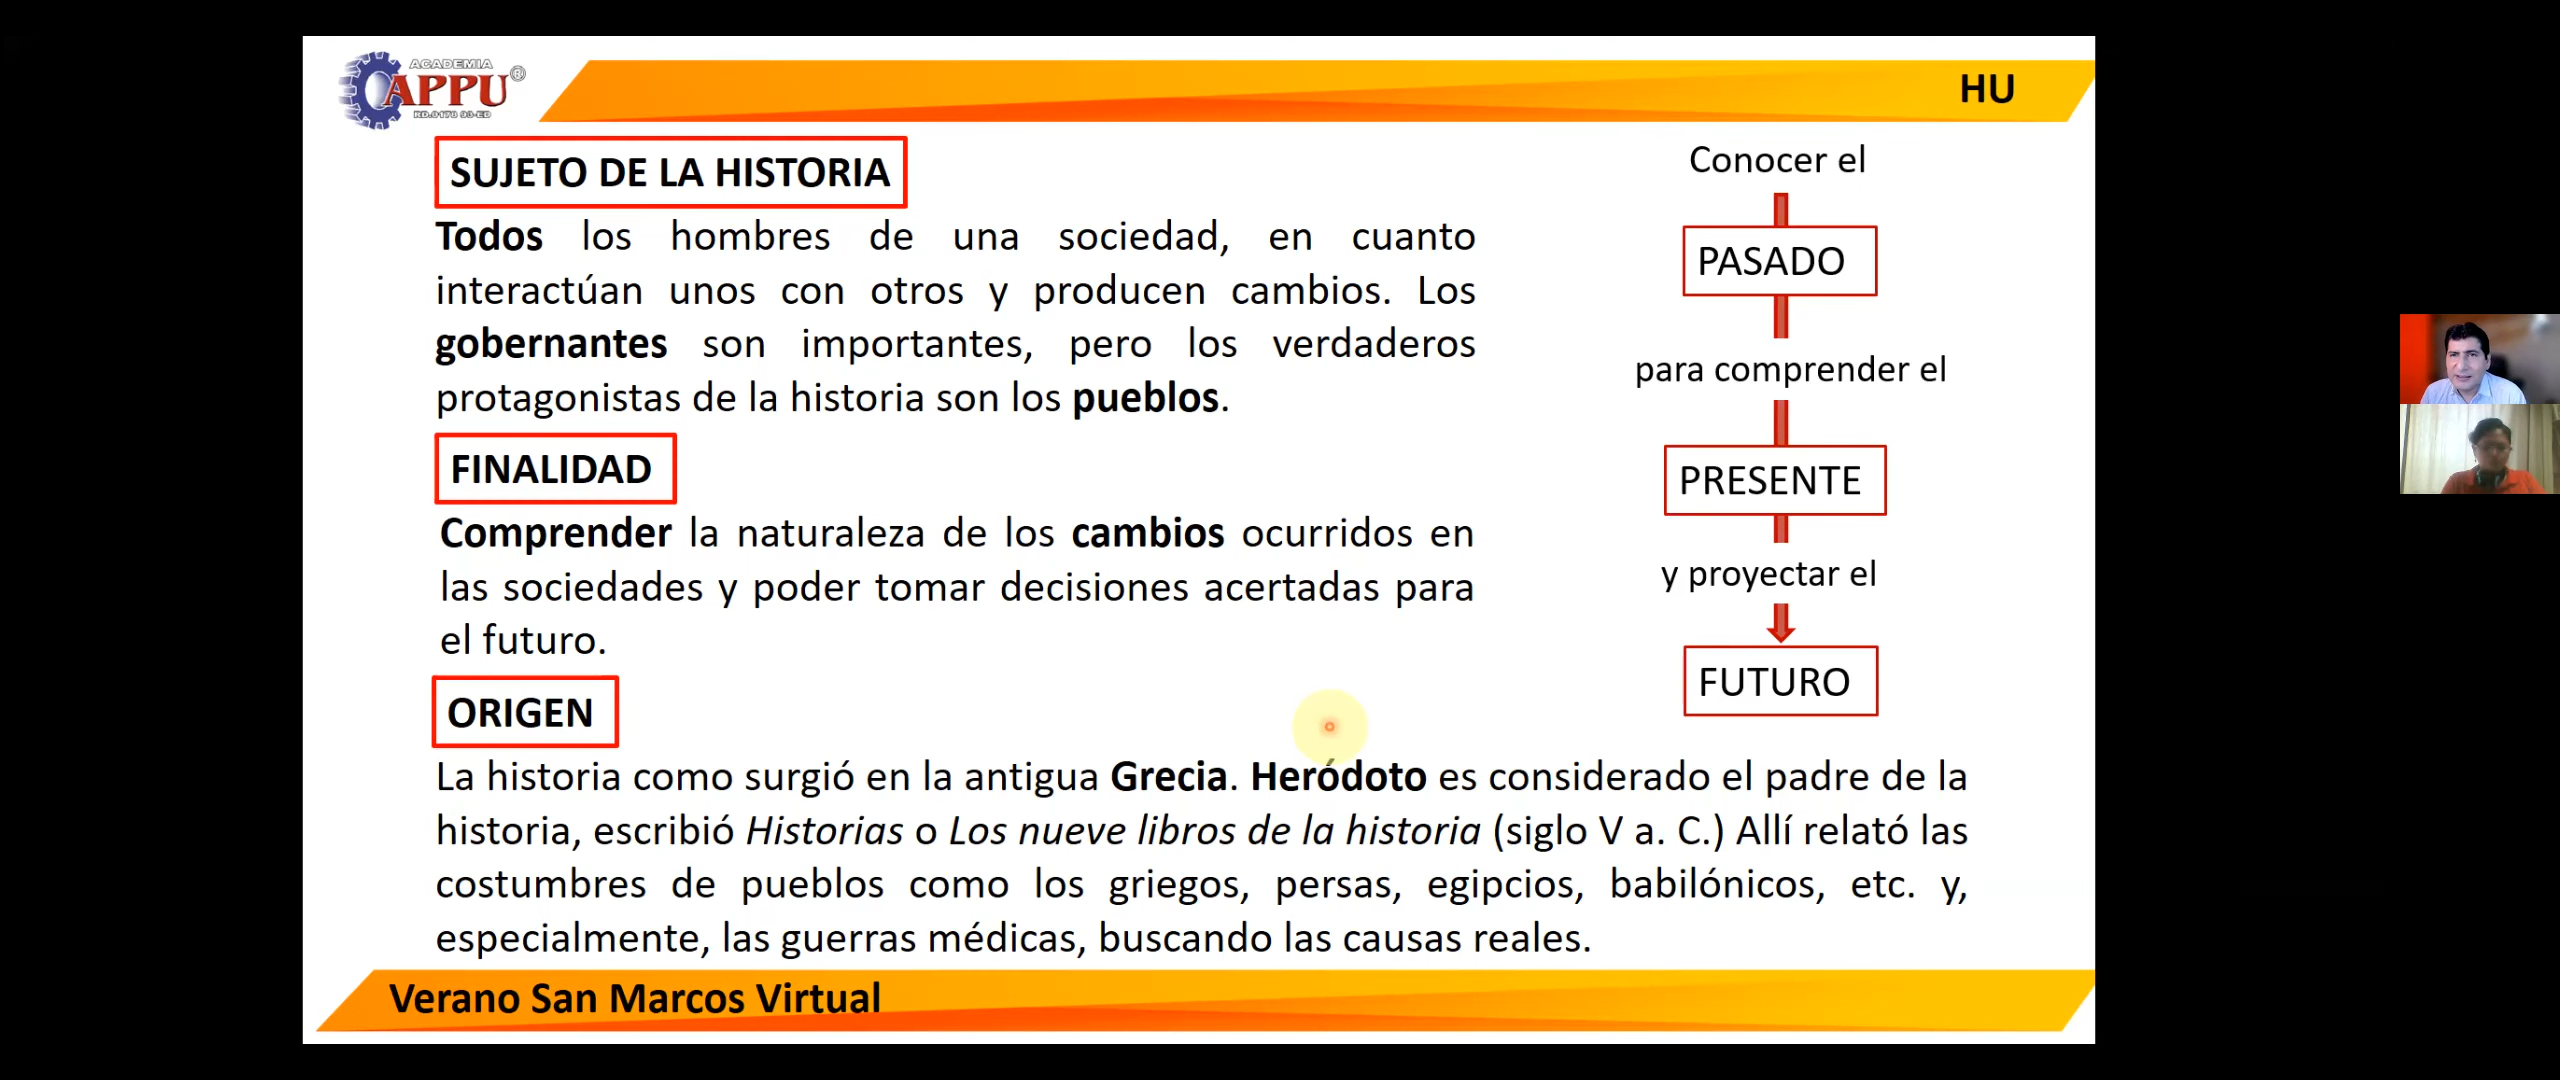 ACADEMIA
APPU®
RD.0170 93-ED
HU
SUJETO DE LA HISTORIA
Todos los hombres de una sociedad, en cuanto
interactúan unos con otros y producen cambios. Los
gobernantes son importantes, pero los verdaderos
protagonistas de la historia son los pueblos.
FINALIDAD
Comprender la naturaleza de los cambios ocurridos en
las sociedades y poder tomar decisiones acertadas para
el futuro.
Conocer el
PASADO
para comprender el
PRESENTE
y proyectar el
FUTURO
ORIGEN
La historia como surgió en la antigua Grecia. Heródoto es considerado el padre de la
historia, escribió Historias o Los nueve libros de la historia (siglo V a. C.) Allí relató las
costumbres de pueblos como los griegos, persas, egipcios, babilónicos, etc. y,
especialmente, las guerras médicas, buscando las causas reales.
Verano San Marcos Virtual